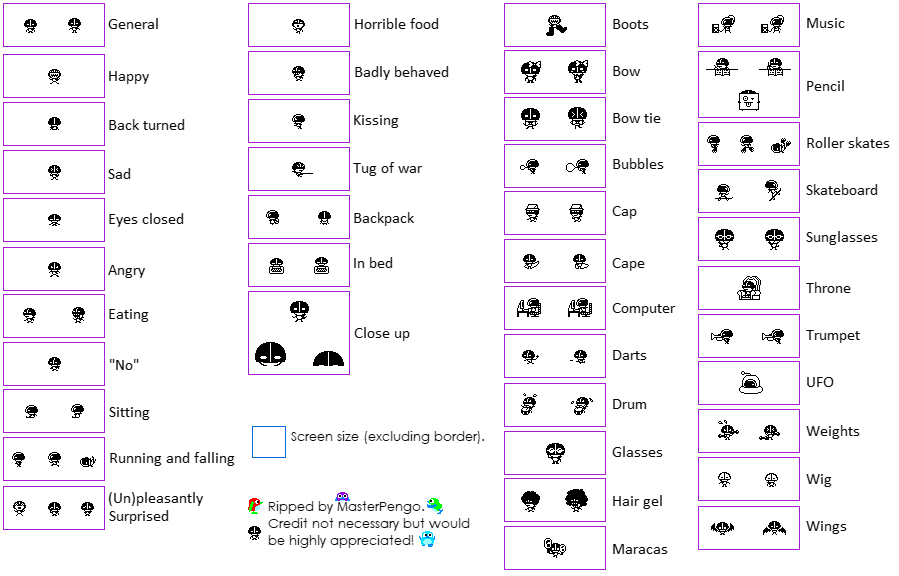 General
Happy
Back turned
Sad
Eyes closed
Angry
Eating
"No"
Sitting
Running and falling
(Un)pleasantly
Surprised
Horrible food
Badly behaved
Kissing
Tug of war
Backpack
In bed
Close up
Screen size (excluding border).
Ripped by MasterPengo.
Credit not necessary but would
be highly appreciated!
Boots
Bow
Bow tie
Bubbles
Cap
Cape
Computer
Darts
Drum
Glasses
Hair gel
Maracas
Music
Pencil
Roller skates
Skateboard
Sunglasses
Throne
Trumpet
UFO
Weights
Wig
Wings